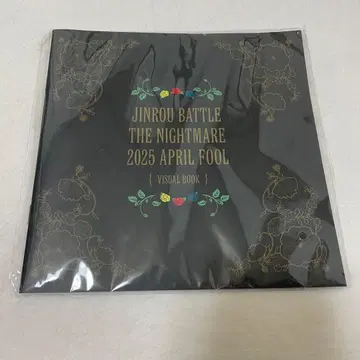 JINROU BATTLE
THE NIGHTMARE
2025 APRIL FOOL
{ VISUAL BOOK }